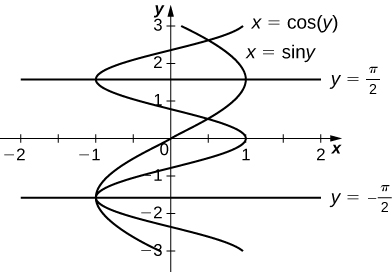 y
3
x = cos(y)
x = siny
2
y = π/2
1
−2 −1 0 1 2 x
−1
y = −π/2
−2
−3